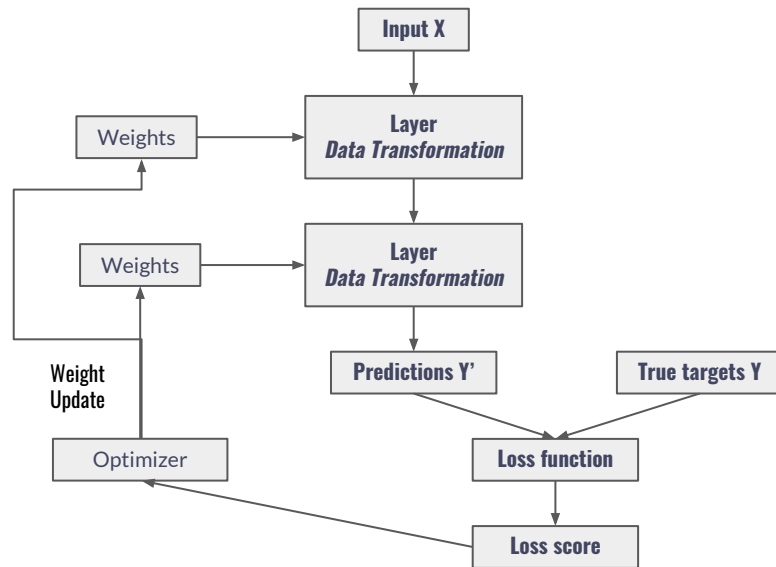 Input X
Layer
Data Transformation
Weights
Layer
Data Transformation
Weights
Predictions Y’
True targets Y
Weight
Update
Optimizer
Loss function
Loss score